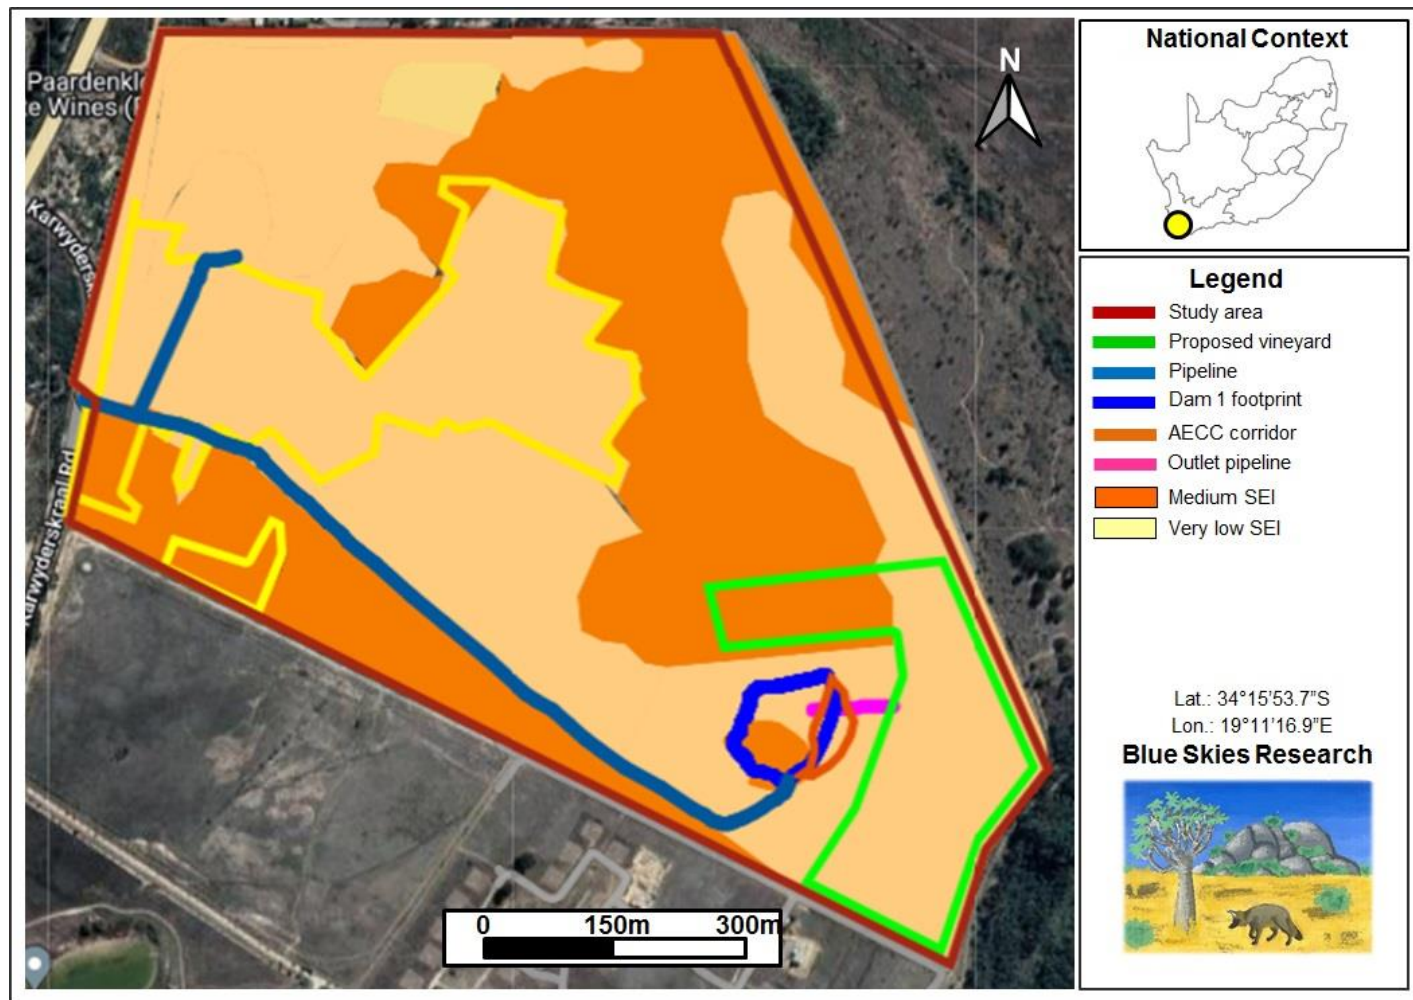 Paardenkl
te Wines (
Karwydersk
Karwyderskraal Rd
N
0 150m 300m
National Context
Legend
Study area
Proposed vineyard
Pipeline
Dam 1 footprint
AECC corridor
Outlet pipeline
Medium SEI
Very low SEI
Lat.: 34°15’53.7”S
Lon.: 19°11’16.9”E
Blue Skies Research